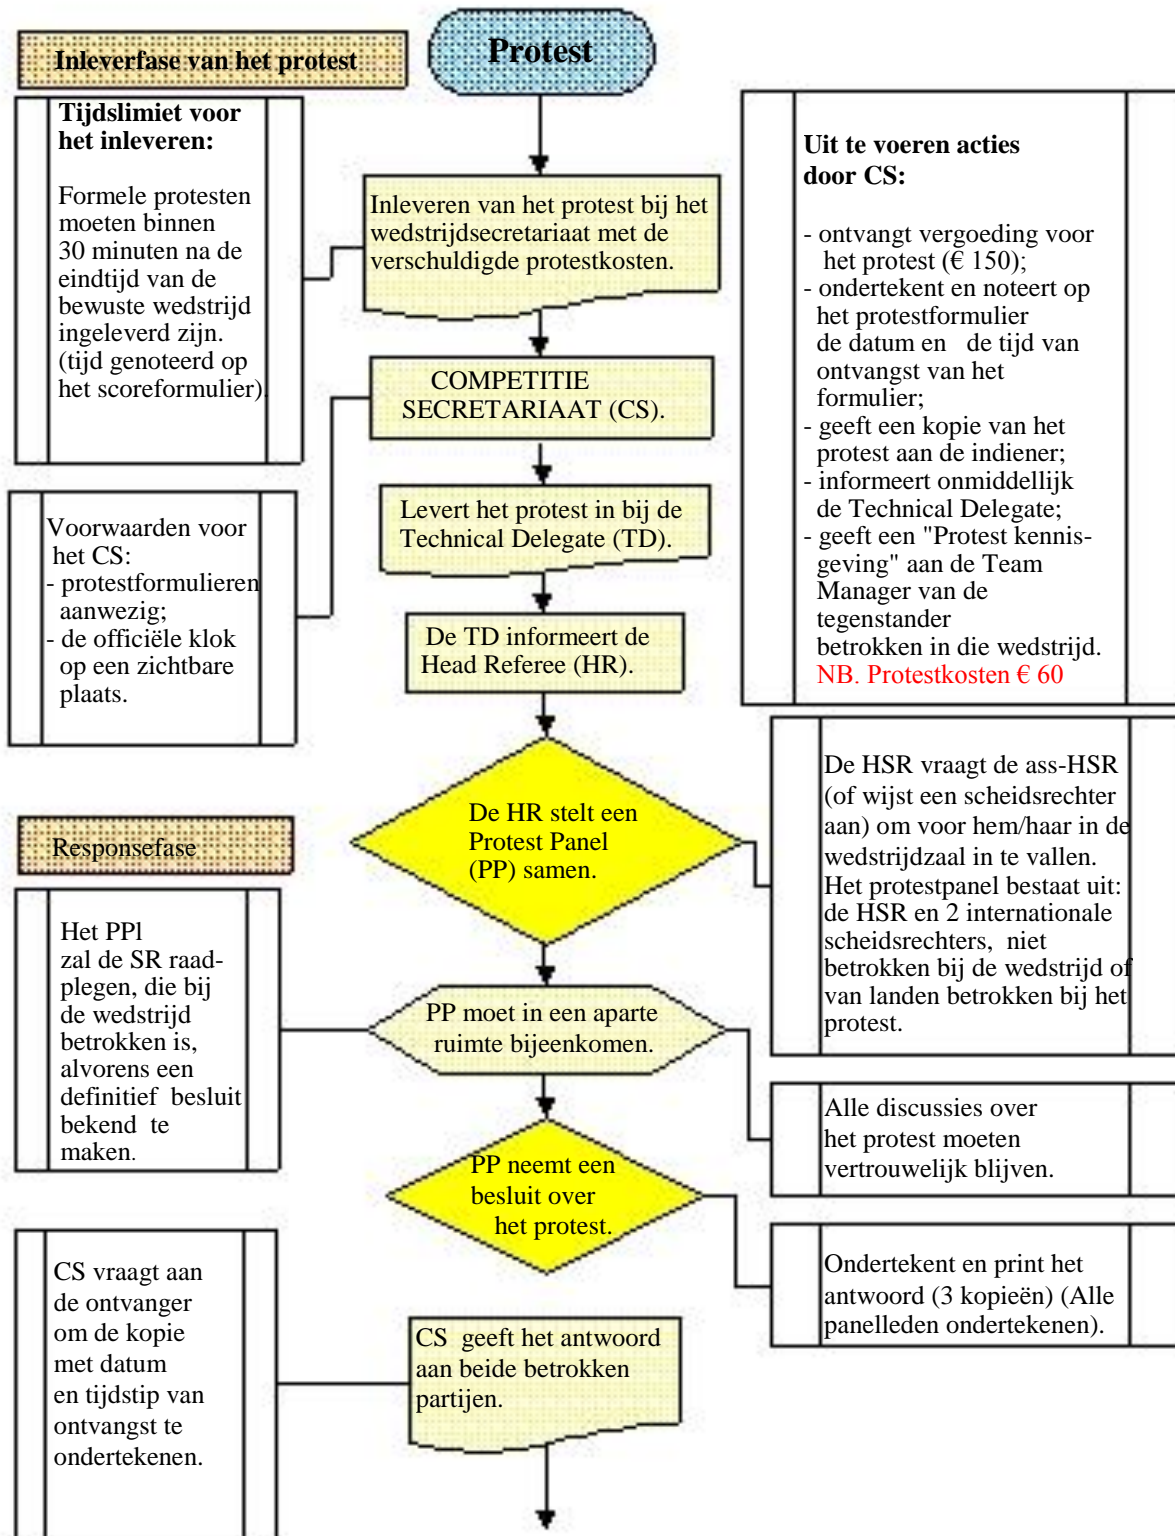 Protest
Inleverfase van het protest
Tijdslimiet voor
het inleveren:
Formele protesten
moeten binnen
30 minuten na de
eindtijd van de
bewuste wedstrijd
ingeleverd zijn.
(tijd genoteerd op
het scoreformulier).
Inleveren van het protest bij het
wedstrijdsecretariaat met de
verschuldigde protestkosten.
Uit te voeren acties
door CS:
- ontvangt vergoeding voor
het protest (€ 150);
- ondertekent en noteert op
het protestformulier
de datum en de tijd van
ontvangst van het
formulier;
- geeft een kopie van het
protest aan de indiener;
- informeert onmiddellijk
de Technical Delegate;
- geeft een "Protest kennis-
geving" aan de Team
Manager van de
tegenstander
betrokken in die wedstrijd.
NB. Protestkosten € 60
COMPETITIE
SECRETARIAAT (CS).
Voorwaarden voor
het CS:
- protestformulieren
aanwezig;
- de officiële klok
op een zichtbare
plaats.
Levert het protest in bij de
Technical Delegate (TD).
De TD informeert de
Head Referee (HR).
De HR stelt een
Protest Panel
(PP) samen.
De HSR vraagt de ass-HSR
(of wijst een scheidsrechter
aan) om voor hem/haar in de
wedstrijdzaal in te vallen.
Het protestpanel bestaat uit:
de HSR en 2 internationale
scheidsrechters, niet
betrokken bij de wedstrijd of
van landen betrokken bij het
protest.
Responsefase
Het PPl
zal de SR raad-
plegen, die bij
de wedstrijd
betrokken is,
alvorens een
definitief besluit
bekend te
maken.
PP moet in een aparte
ruimte bijeenkomen.
Alle discussies over
het protest moeten
vertrouwelijk blijven.
PP neemt een
besluit over
het protest.
Ondertekent en print het
antwoord (3 kopieën) (Alle
panelleden ondertekenen).
CS vraagt aan
de ontvanger
om de kopie
met datum
en tijdstip van
ontvangst te
ondertekenen.
CS geeft het antwoord
aan beide betrokken
partijen.